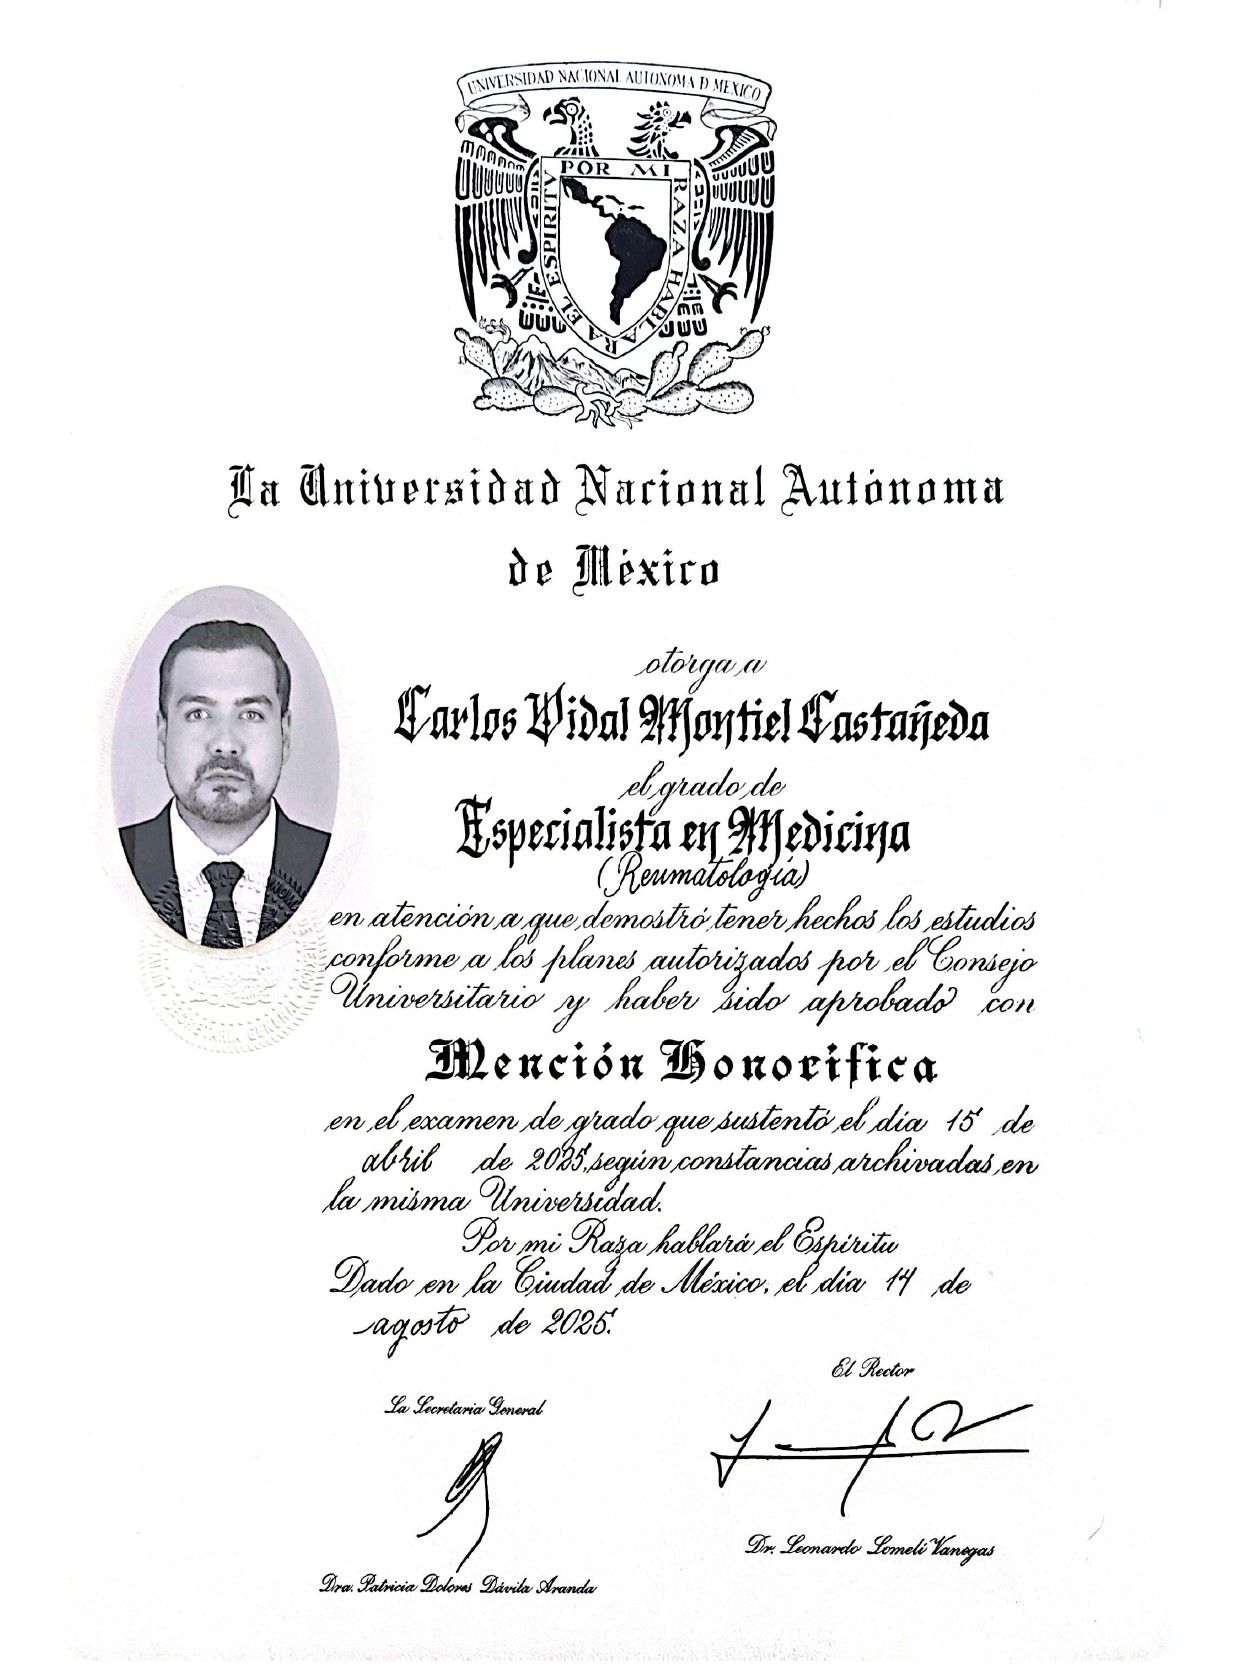 UNIVERSIDAD NACIONAL AUTONOMA D MEXICO
POR MI RAZA HABLARA EL ESPIRITV
La Universidad Nacional Autónoma
de México
otorga a
Carlos Vidal Montiel Castañeda
el grado de
Especialista en Medicina
(Reumatología)
en atención a que demostró tener hechos los estudios
conforme a los planes autorizados por el Consejo
Universitario y haber sido aprobado con
Mención Honorífica
en el examen de grado que sustentó el día 15 de
abril de 2025, según constancias archivadas en
la misma Universidad.
Por mi Raza hablará el Espíritu
Dado en la Ciudad de México, el día 14 de
agosto de 2025.
El Rector
La Secretaria General
Dr. Leonardo Lomelí Vanegas
Dra. Patricia Dolores Dávila Aranda
SECRETARIA GENERAL